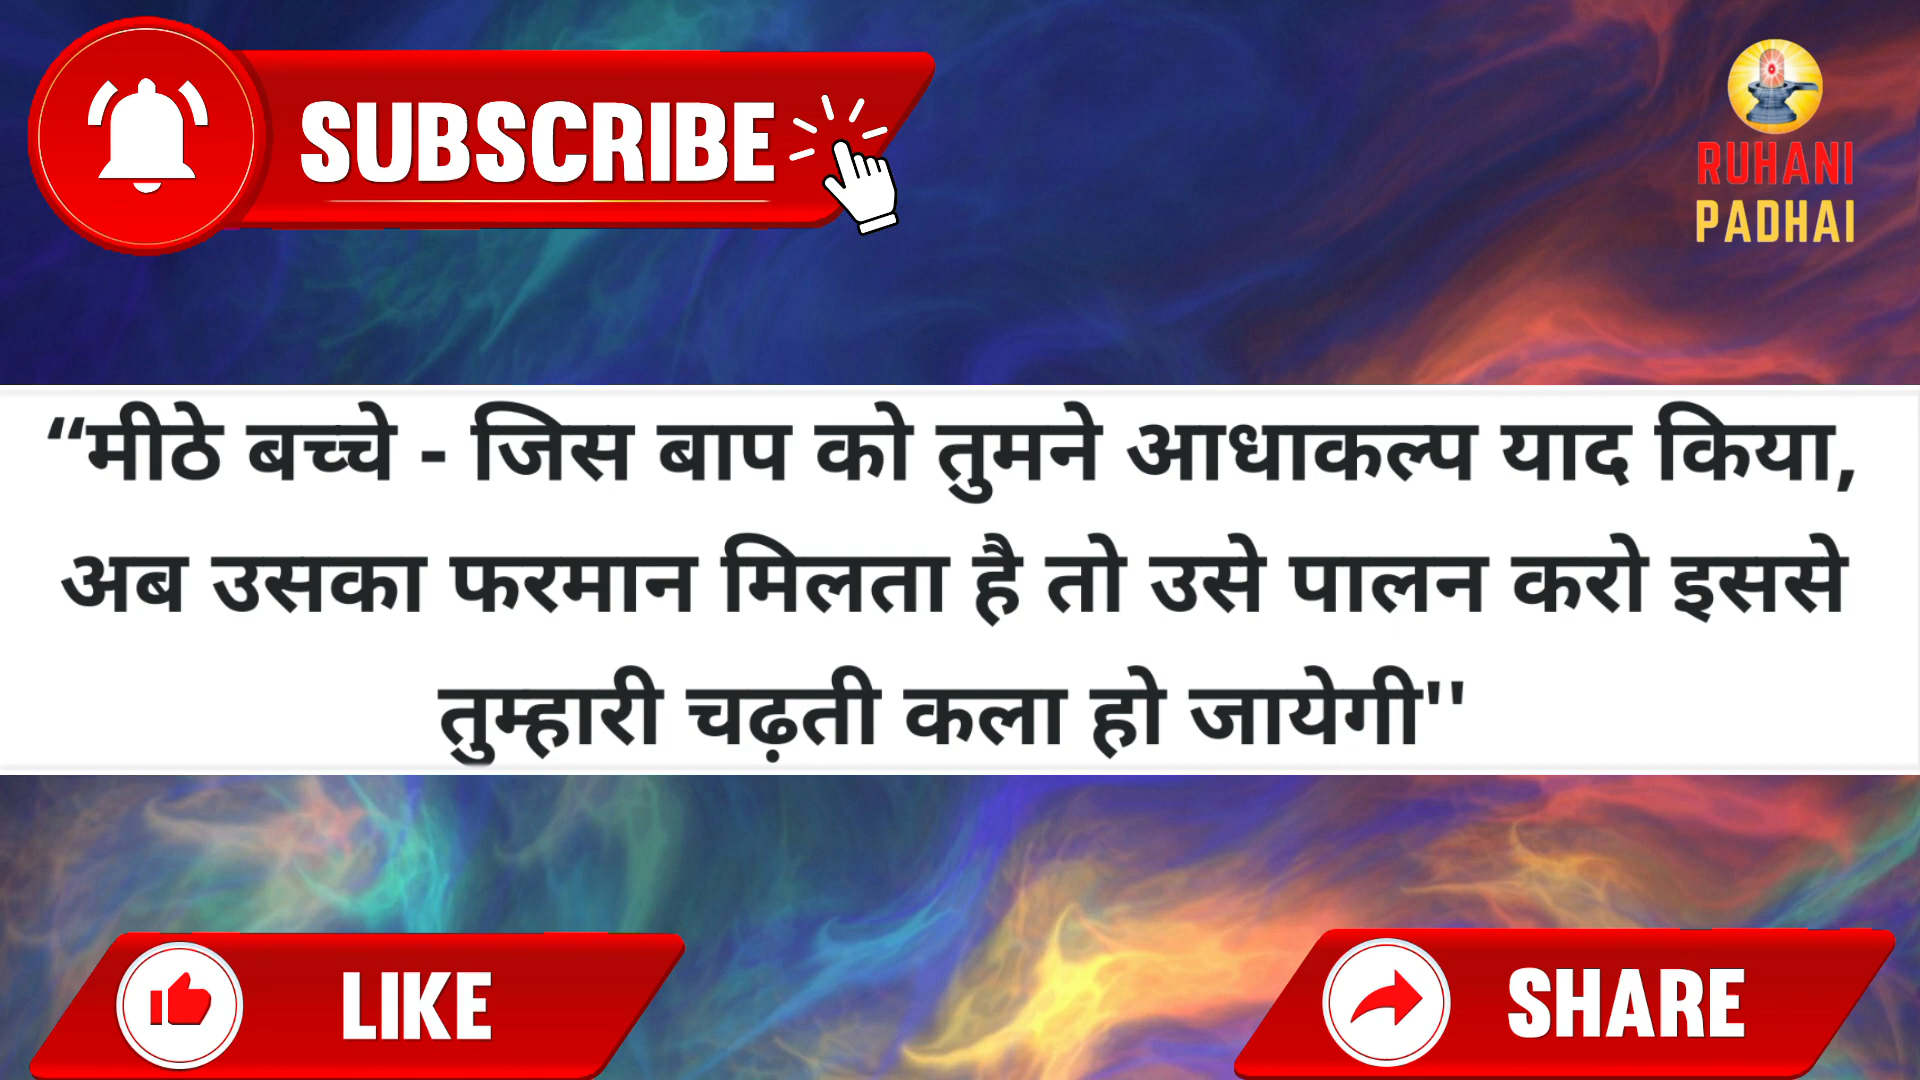 SUBSCRIBE
RUHANI
PADHAI
“मीठे बच्चे - जिस बाप को तुमने आधाकल्प याद किया,
अब उसका फरमान मिलता है तो उसे पालन करो इससे
तुम्हारी चढ़ती कला हो जायेगी''
LIKE
SHARE